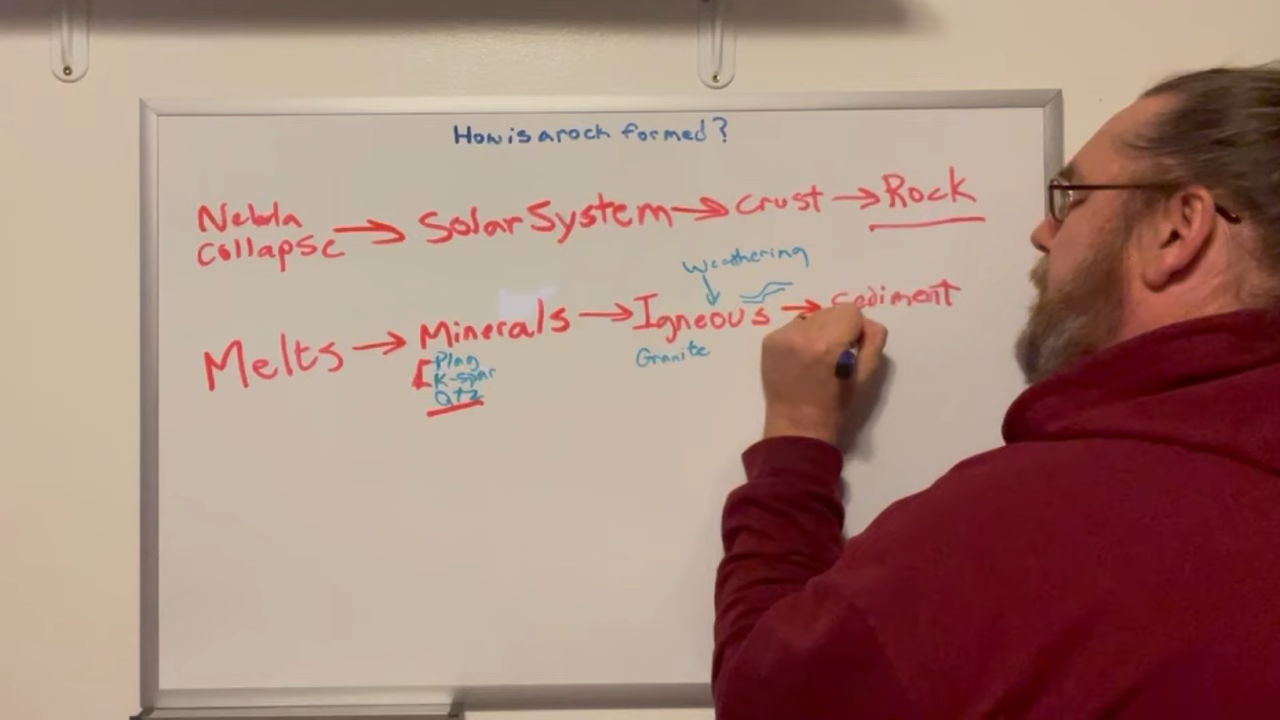 How is a rock formed?
Nebula
Collapse → Solar System → Crust → Rock
Weathering
Melts → Minerals → Igneous → Sediment
Plag
K-spar
Qtz
Granite